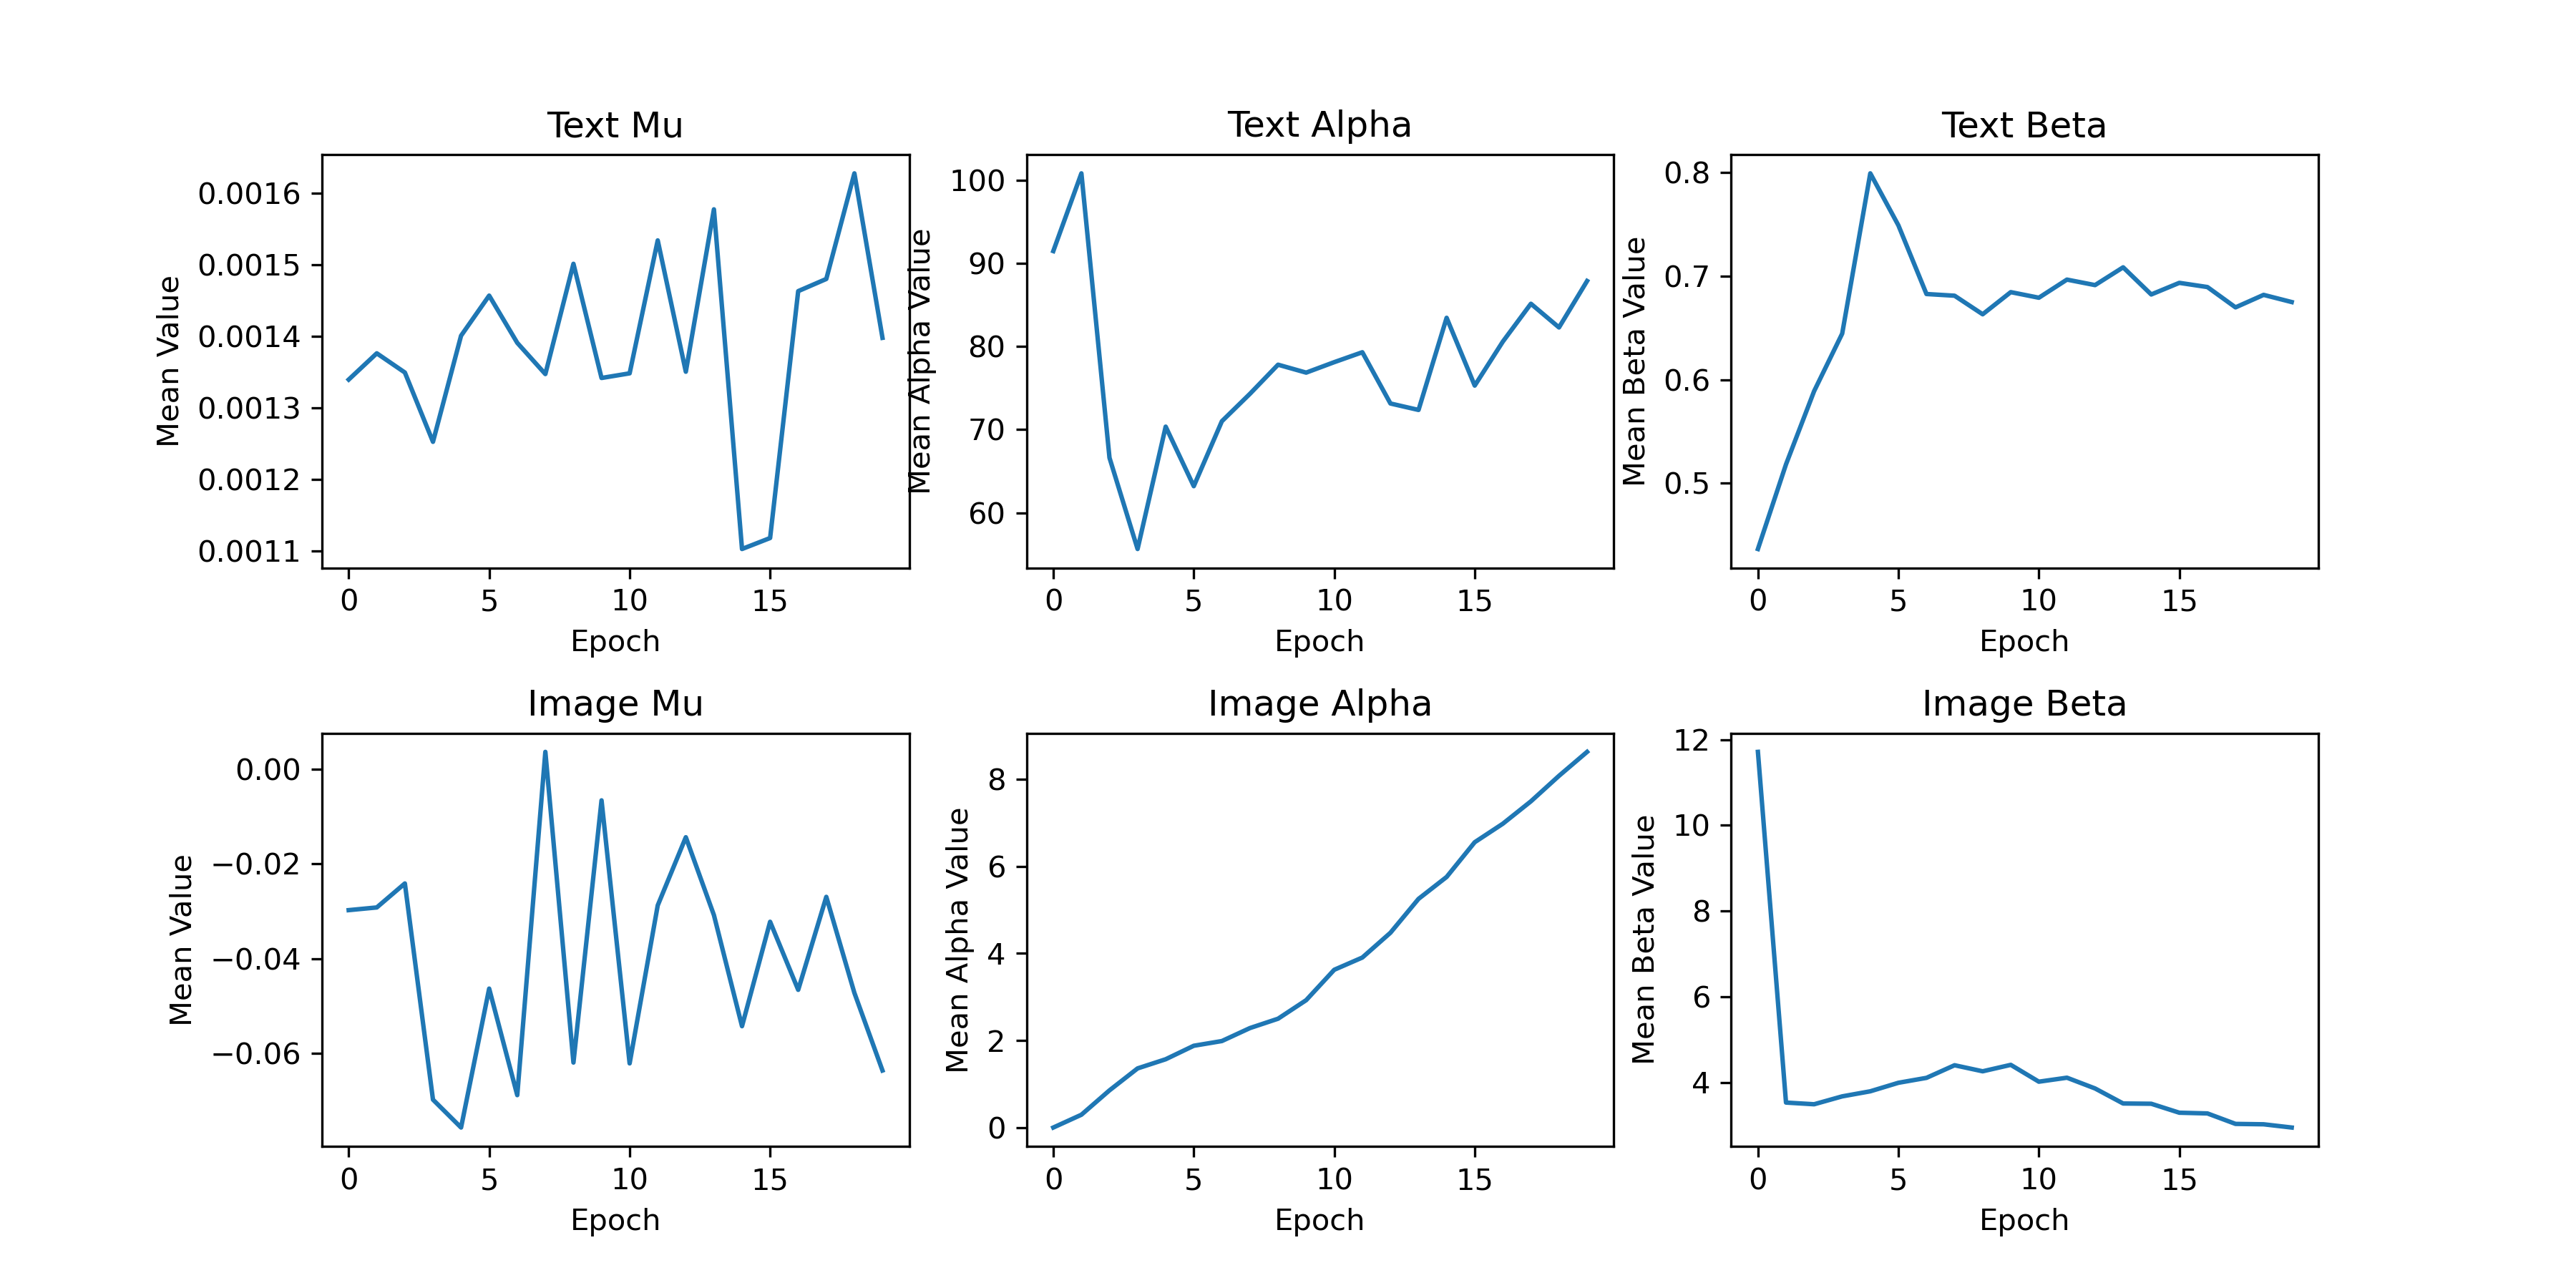 Text Mu
Mean Value
0.0016
0.0015
0.0014
0.0013
0.0012
0.0011
0 5 10 15
Epoch
Text Alpha
Mean Alpha Value
100
90
80
70
60
0 5 10 15
Epoch
Text Beta
Mean Beta Value
0.8
0.7
0.6
0.5
0 5 10 15
Epoch
Image Mu
Mean Value
0.00
−0.02
−0.04
−0.06
0 5 10 15
Epoch
Image Alpha
Mean Alpha Value
8
6
4
2
0
0 5 10 15
Epoch
Image Beta
Mean Beta Value
12
10
8
6
4
0 5 10 15
Epoch